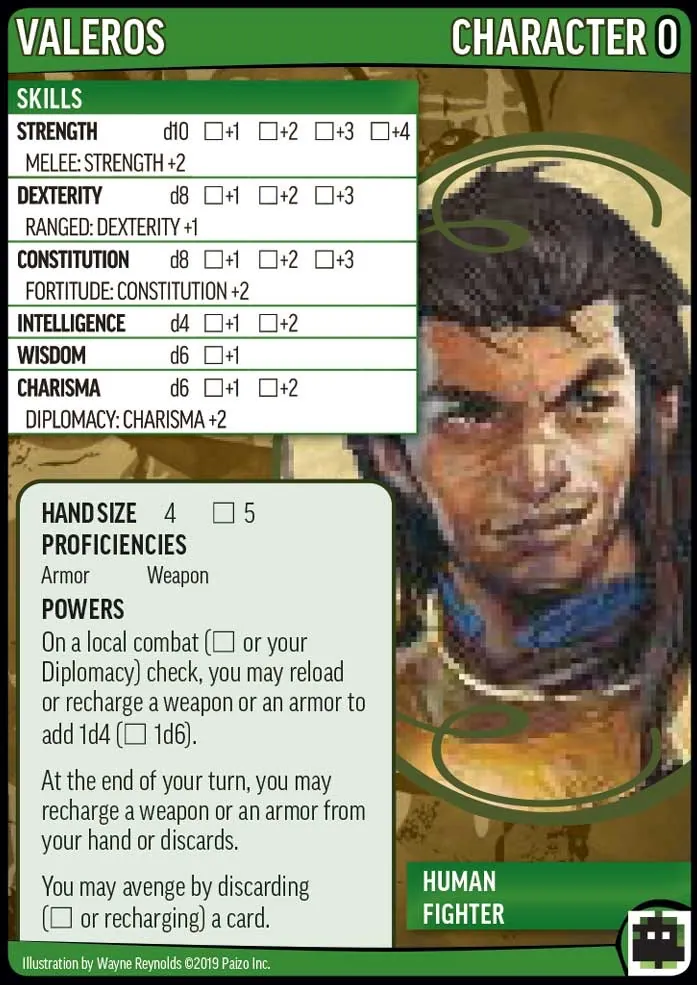 VALEROS CHARACTER 0
SKILLS
STRENGTH d10 ☐+1 ☐+2 ☐+3 ☐+4
MELEE: STRENGTH +2
DEXTERITY d8 ☐+1 ☐+2 ☐+3
RANGED: DEXTERITY +1
CONSTITUTION d8 ☐+1 ☐+2 ☐+3
FORTITUDE: CONSTITUTION +2
INTELLIGENCE d4 ☐+1 ☐+2
WISDOM d6 ☐+1
CHARISMA d6 ☐+1 ☐+2
DIPLOMACY: CHARISMA +2
HAND SIZE 4 ☐ 5
PROFICIENCIES
Armor Weapon
POWERS
On a local combat (☐ or your
Diplomacy) check, you may reload
or recharge a weapon or an armor to
add 1d4 (☐ 1d6).
At the end of your turn, you may
recharge a weapon or an armor from
your hand or discards.
You may avenge by discarding
(☐ or recharging) a card.
HUMAN
FIGHTER
Illustration by Wayne Reynolds ©2019 Paizo Inc.